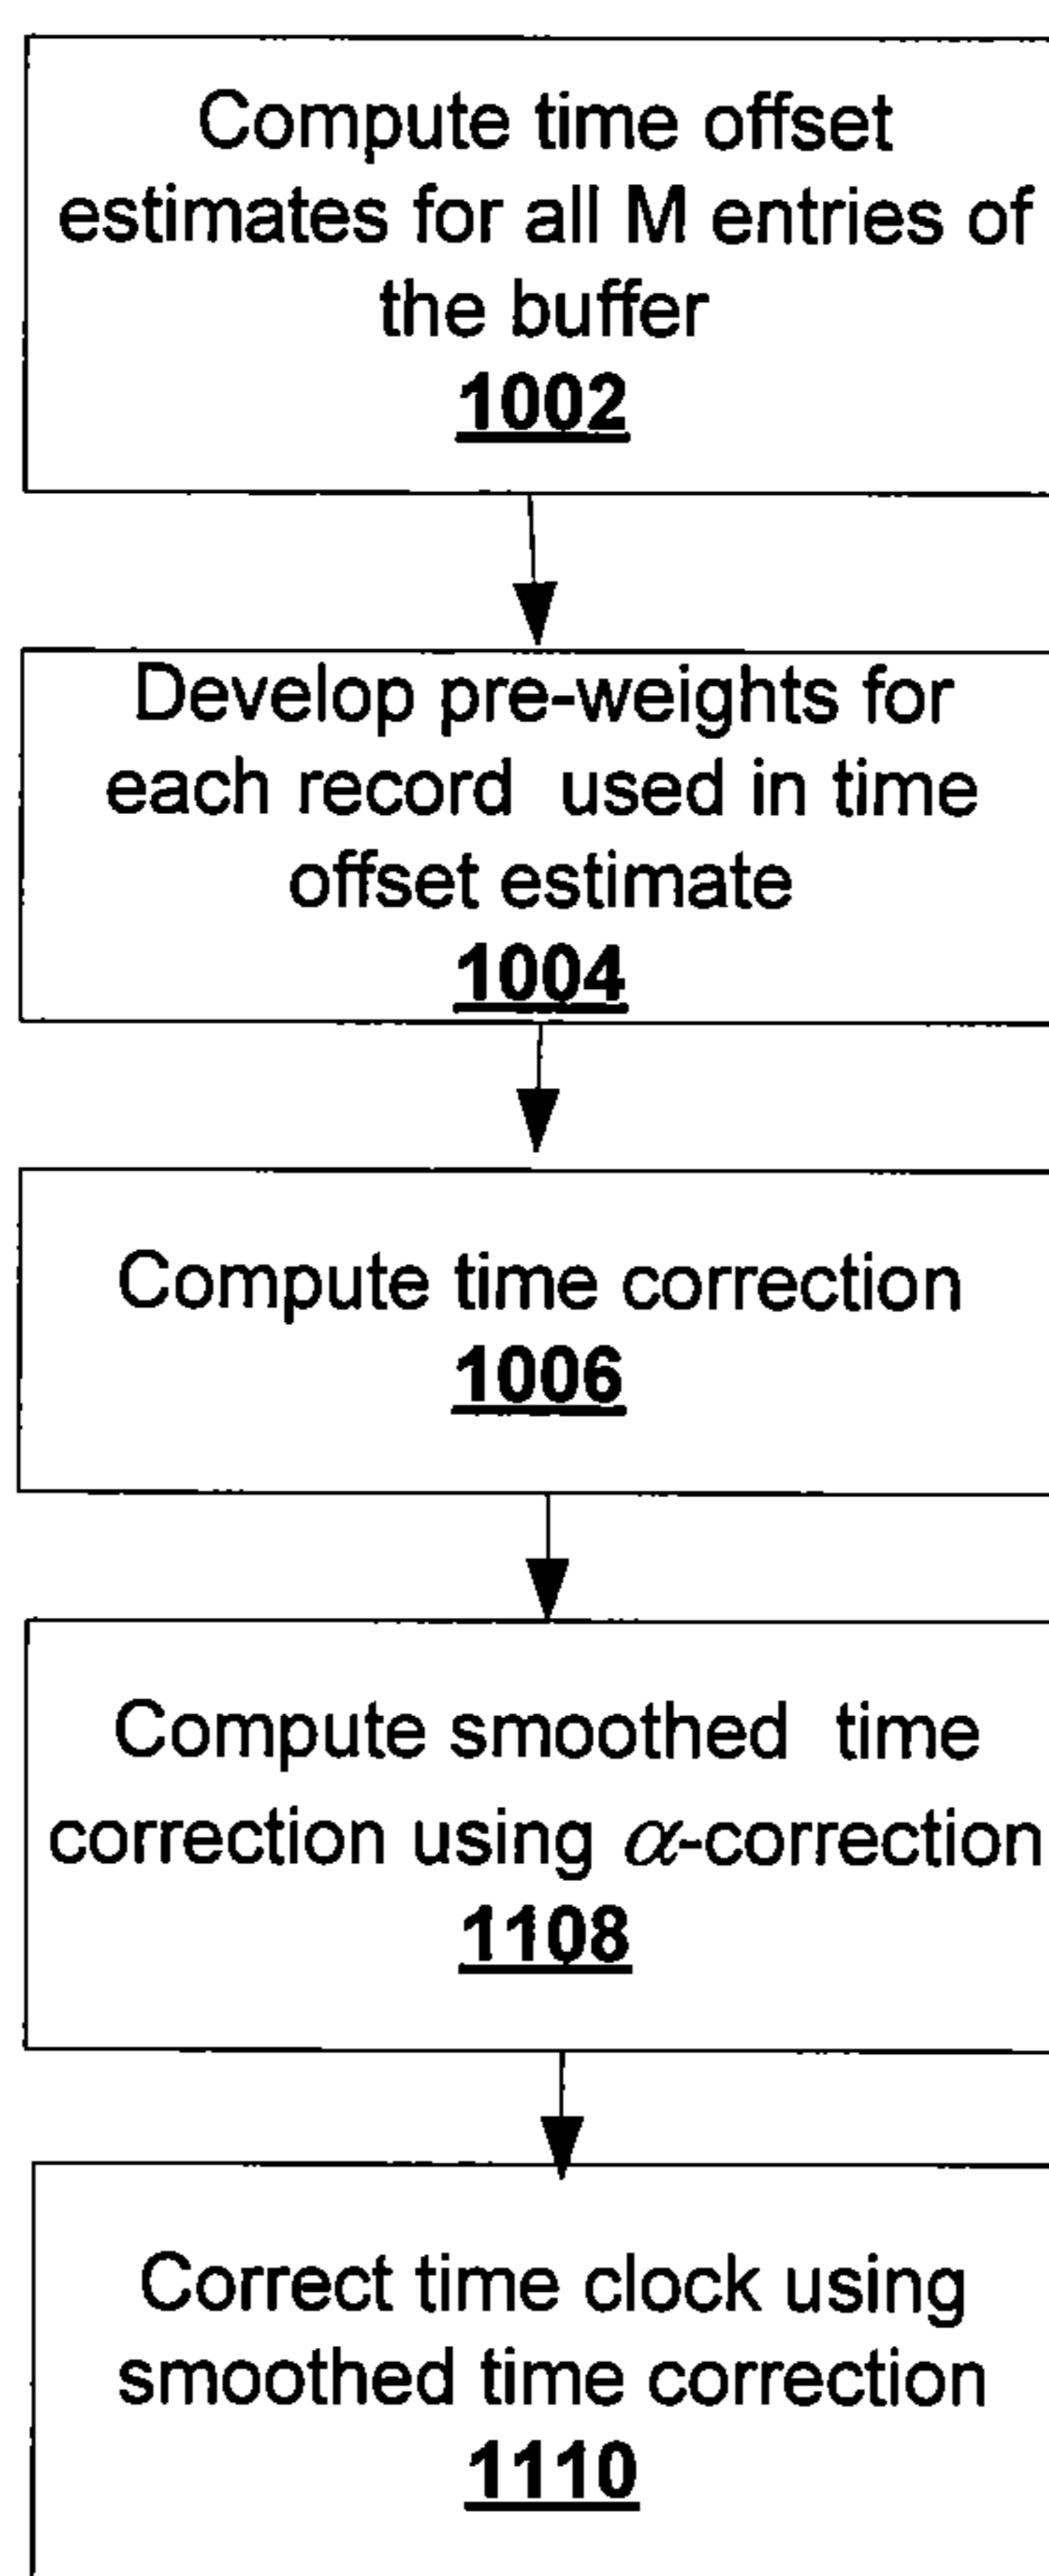 Compute time offset
estimates for all M entries of
the buffer
1002
Develop pre-weights for
each record used in time
offset estimate
1004
Compute time correction
1006
Compute smoothed time
correction using α-correction
1108
Correct time clock using
smoothed time correction
1110